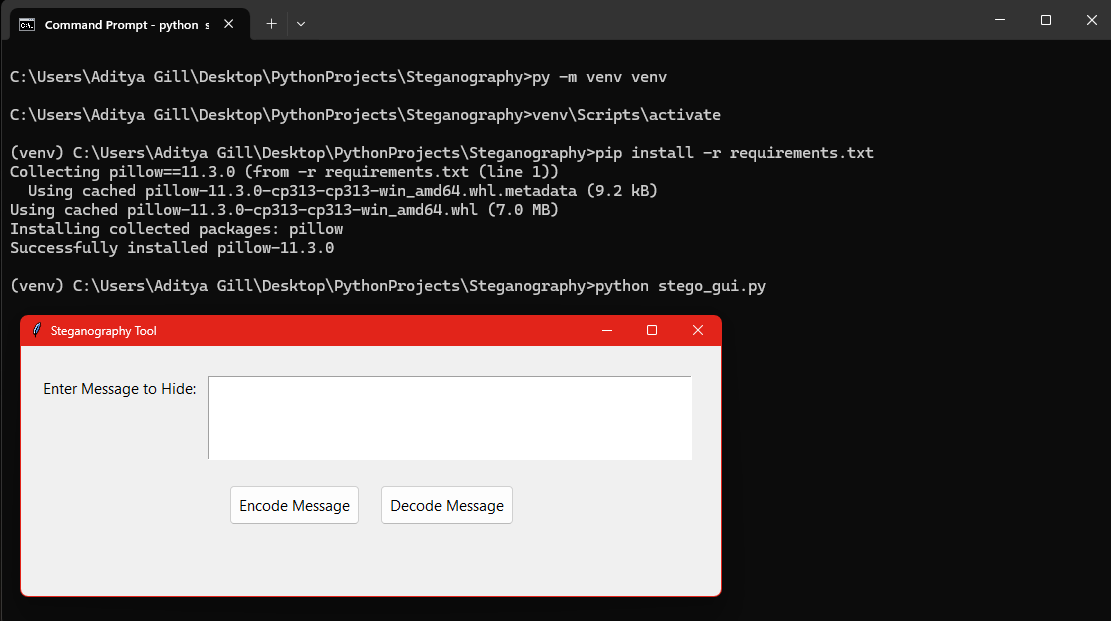 Command Prompt - python s
C:\Users\Aditya Gill\Desktop\PythonProjects\Steganography>py -m venv venv
C:\Users\Aditya Gill\Desktop\PythonProjects\Steganography>venv\Scripts\activate
(venv) C:\Users\Aditya Gill\Desktop\PythonProjects\Steganography>pip install -r requirements.txt
Collecting pillow==11.3.0 (from -r requirements.txt (line 1))
  Using cached pillow-11.3.0-cp313-cp313-win_amd64.whl.metadata (9.2 kB)
Using cached pillow-11.3.0-cp313-cp313-win_amd64.whl (7.0 MB)
Installing collected packages: pillow
Successfully installed pillow-11.3.0
(venv) C:\Users\Aditya Gill\Desktop\PythonProjects\Steganography>python stego_gui.py
Steganography Tool
Enter Message to Hide:
Encode Message Decode Message